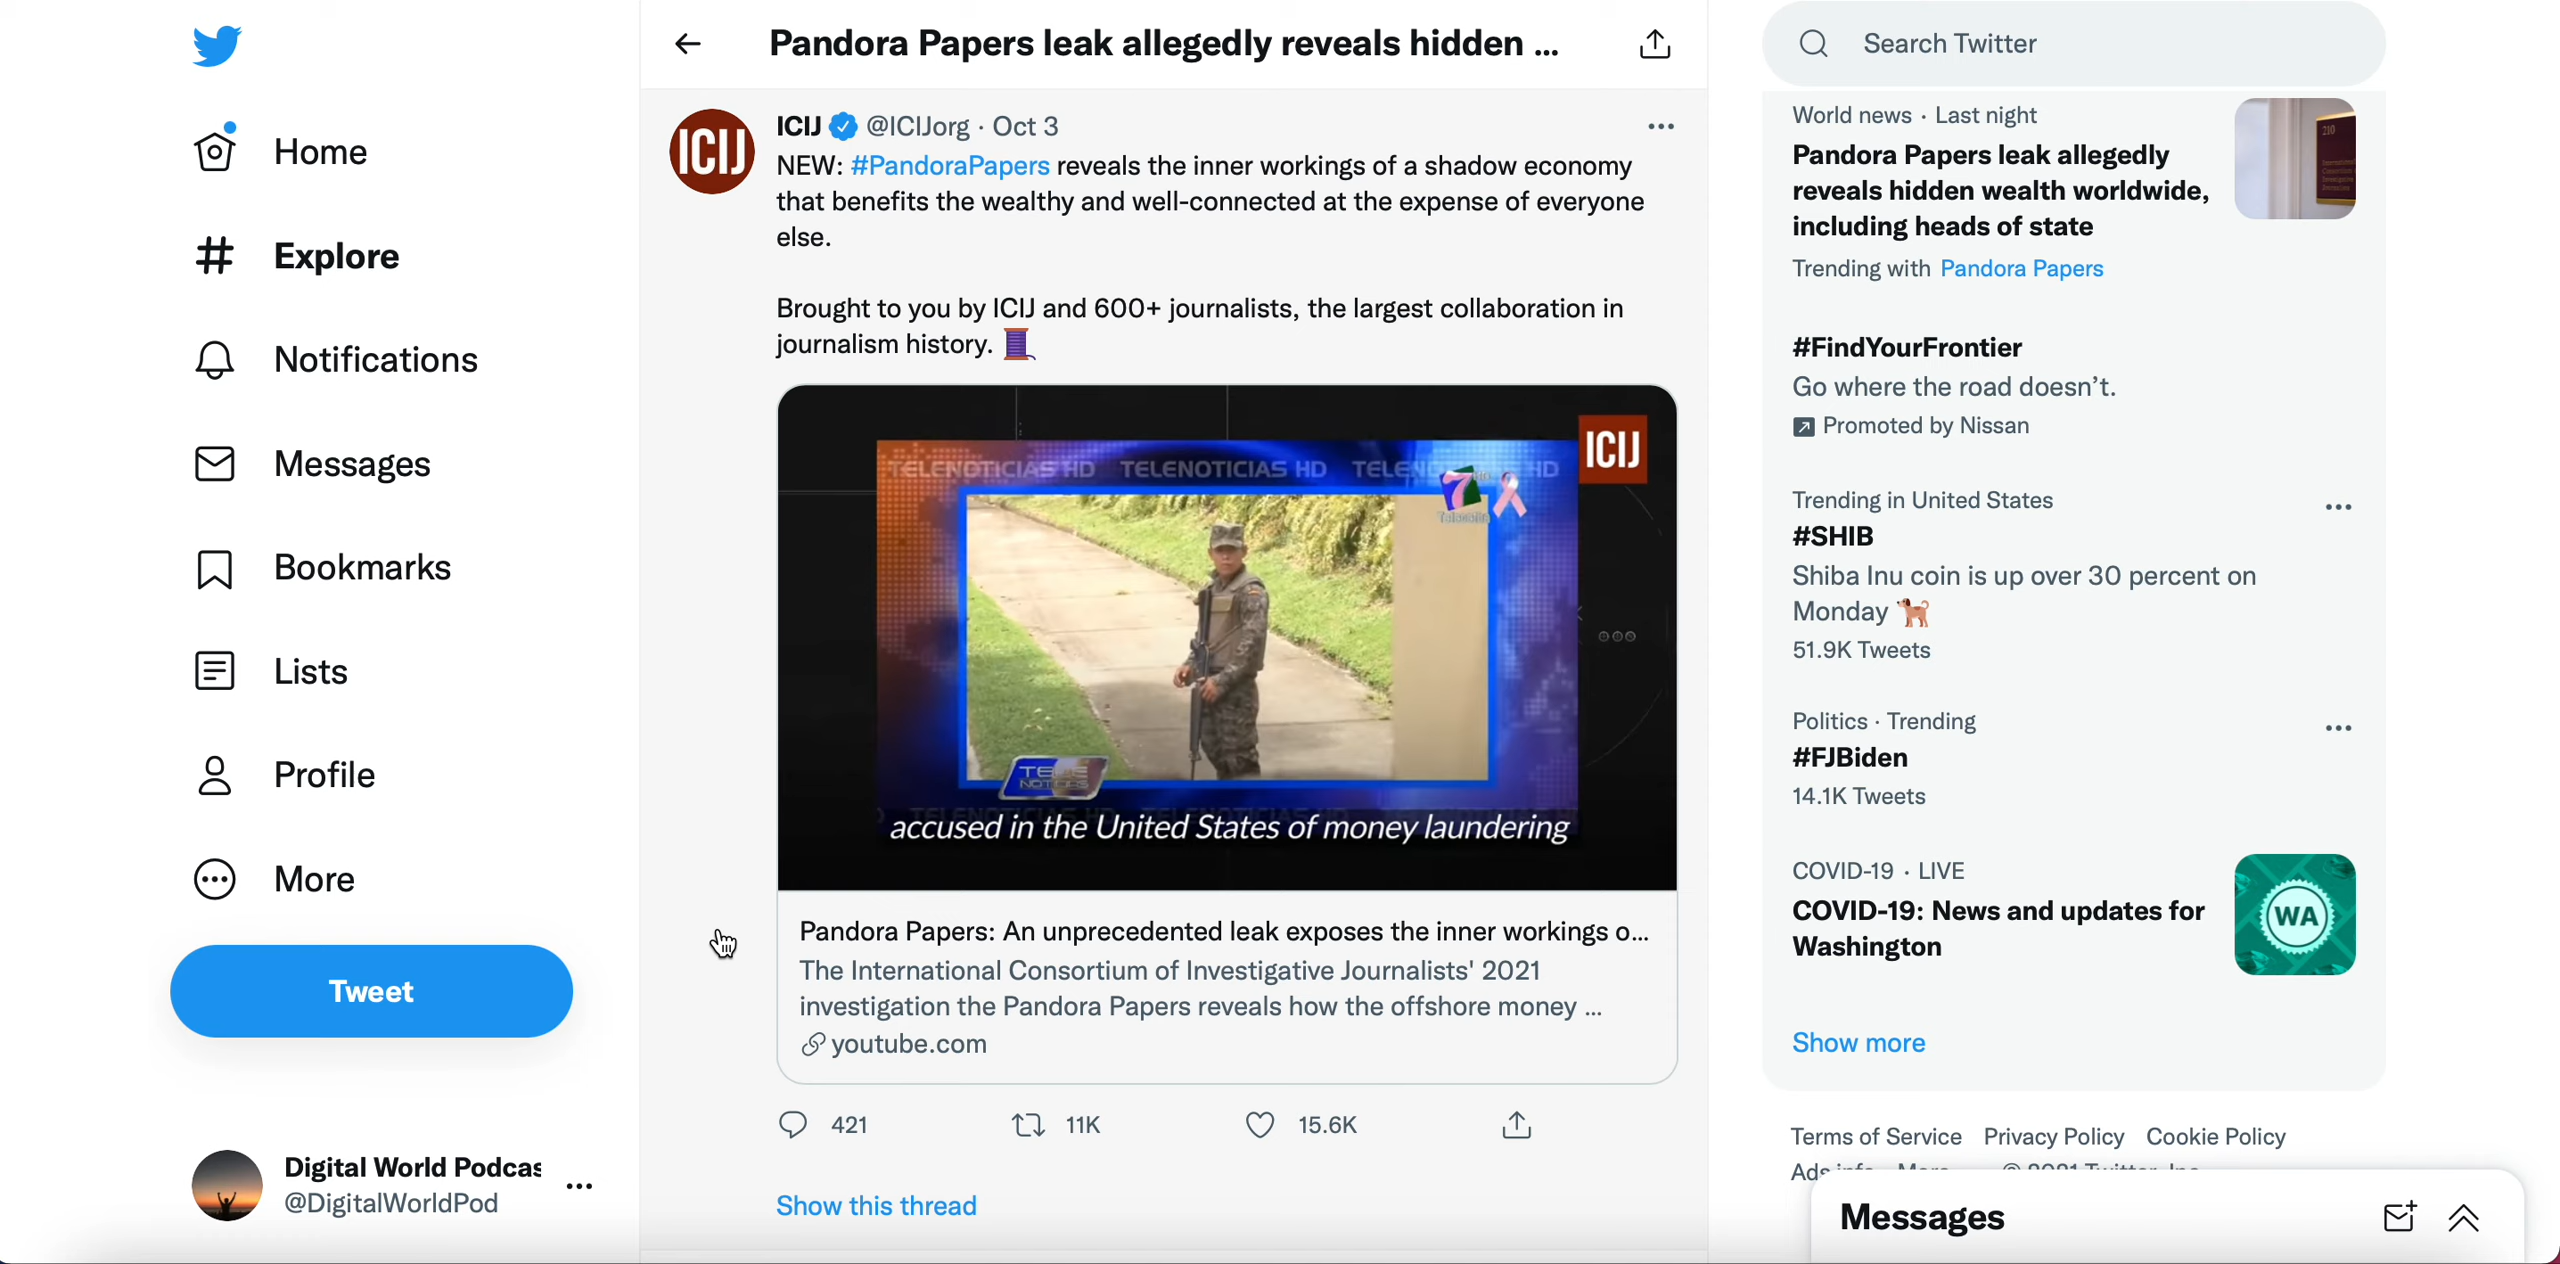 Home
Explore
Notifications
Messages
Bookmarks
Lists
Profile
More
Tweet
Digital World Podcas
@DigitalWorldPod
Pandora Papers leak allegedly reveals hidden ...
ICIJ
ICIJ @ICIJorg · Oct 3
NEW: #PandoraPapers reveals the inner workings of a shadow economy
that benefits the wealthy and well-connected at the expense of everyone
else.
Brought to you by ICIJ and 600+ journalists, the largest collaboration in
journalism history.
ICIJ
TELENOTICIAS HD TELENOTICIAS HD
HD
7
accused in the United States of money laundering
Pandora Papers: An unprecedented leak exposes the inner workings o...
The International Consortium of Investigative Journalists' 2021
investigation the Pandora Papers reveals how the offshore money ...
youtube.com
421 11K 15.6K
Show this thread
Search Twitter
World news · Last night
Pandora Papers leak allegedly
reveals hidden wealth worldwide,
including heads of state
Trending with Pandora Papers
210
#FindYourFrontier
Go where the road doesn't.
Promoted by Nissan
Trending in United States
#SHIB
Shiba Inu coin is up over 30 percent on
Monday
51.9K Tweets
Politics · Trending
#FJBiden
14.1K Tweets
COVID-19 · LIVE
COVID-19: News and updates for
Washington
WA
Show more
Terms of Service Privacy Policy Cookie Policy
Messages